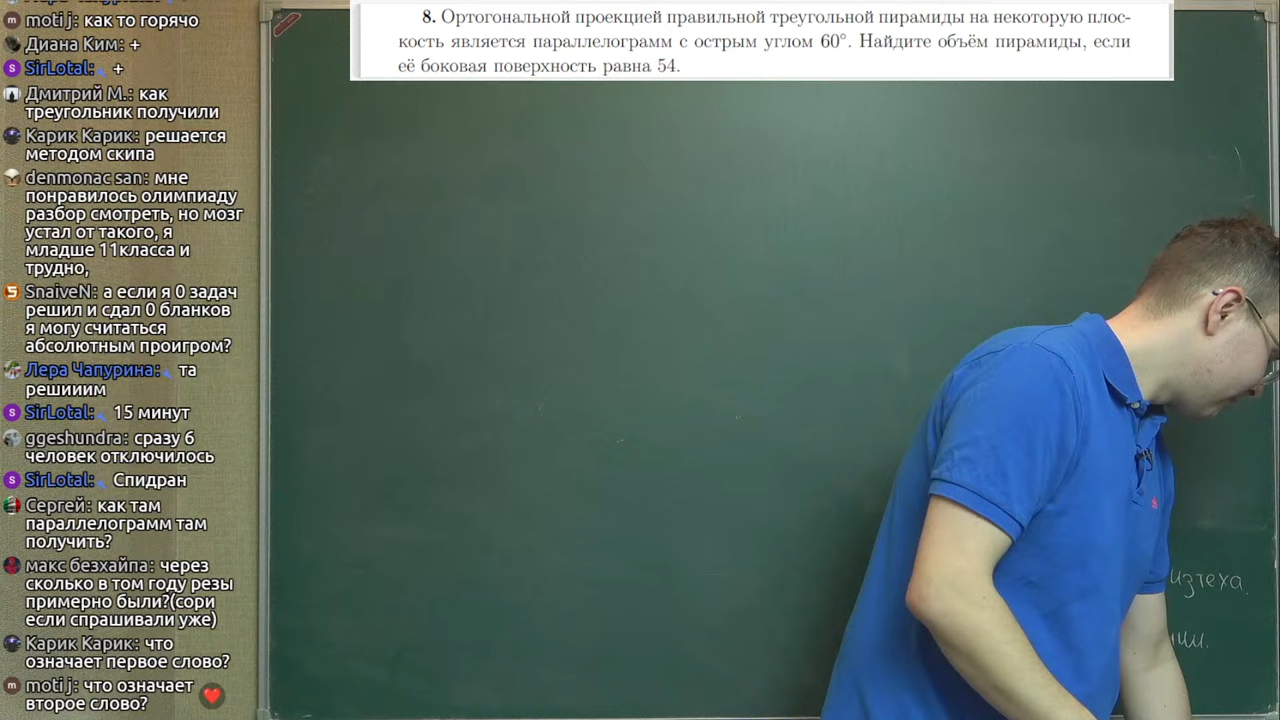 8. Ортогональной проекцией правильной треугольной пирамиды на некоторую плос-
кость является параллелограмм с острым углом 60°. Найдите объём пирамиды, если
её боковая поверхность равна 54.
moti j: как то горячо
Диана Ким: +
SirLotal: +
Дмитрий М.: как
треугольник получили
Карик Карик: решается
методом скипа
denmonac san: мне
понравилось олимпиаду
разбор смотреть, но мозг
устал от такого, я
младше 11класса и
трудно,
SnaiveN: а если я 0 задач
решил и сдал 0 бланков
я могу считаться
абсолютным проигром?
Лера Чапурина: та
решииим
SirLotal: 15 минут
ggeshundra: сразу 6
человек отключилось
SirLotal: Спидран
Сергей: как там
параллелограмм там
получить?
макс безхайпа: через
сколько в том году резы
примерно были?(сори
если спрашивали уже)
Карик Карик: что
означает первое слово?
moti j: что означает
второе слово?
изтеха.